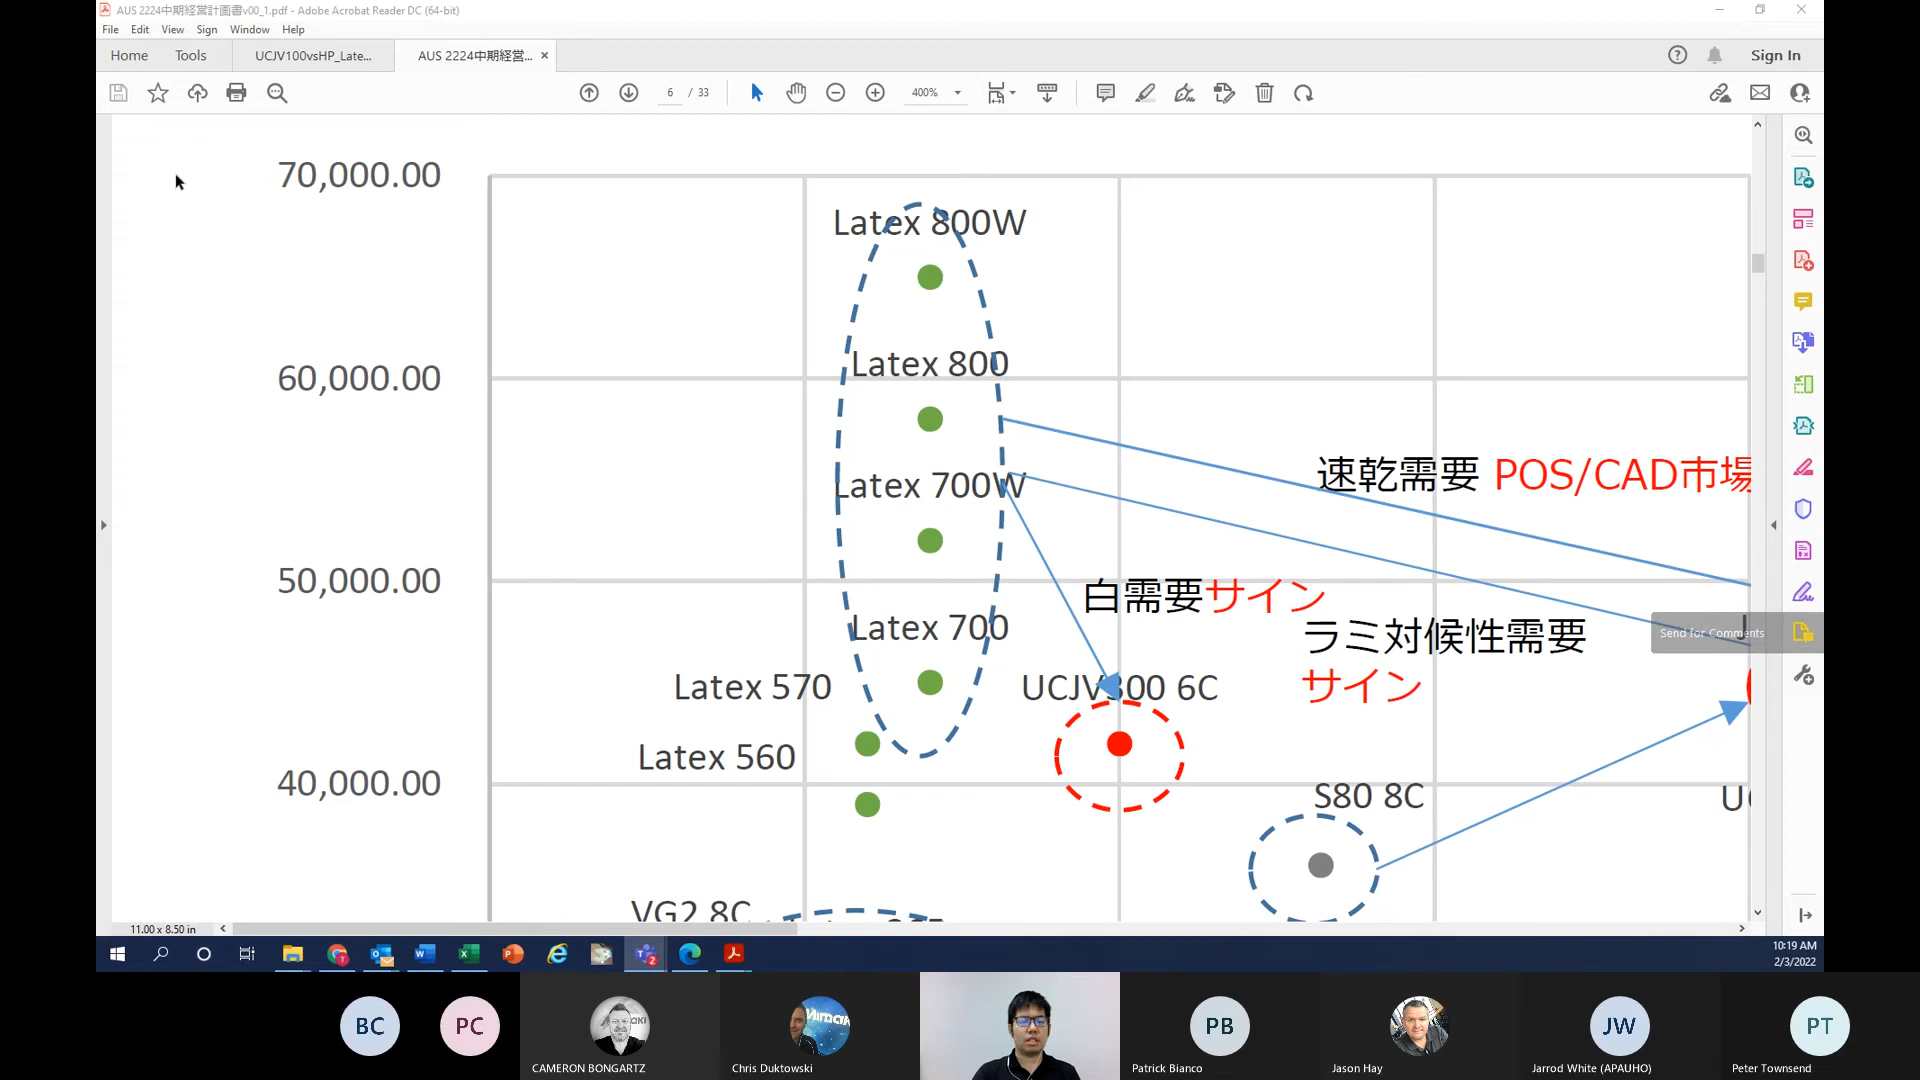 AUS 2224中期経営計画書v00_1.pdf - Adobe Acrobat Reader DC (64-bit)
File Edit View Sign Window Help
Home Tools UCJV100vsHP_Late... AUS 2224中期経営... × Sign In
6 / 33 400%
70,000.00
Latex 800W
60,000.00
Latex 800
速乾需要 POS/CAD市場
Latex 700W
50,000.00
白需要サイン
Latex 700
ラミ対候性需要
サイン
Send for Comments
Latex 570
UCJV300 6C
Latex 560
40,000.00
S80 8C
VG2 8C
11.00 x 8.50 in
10:19 AM
2/3/2022
BC
PC
CAMERON BONGARTZ
Chris Duktowski
PB
Patrick Bianco
Jason Hay
JW
Jarrod White (APAUHO)
PT
Peter Townsend